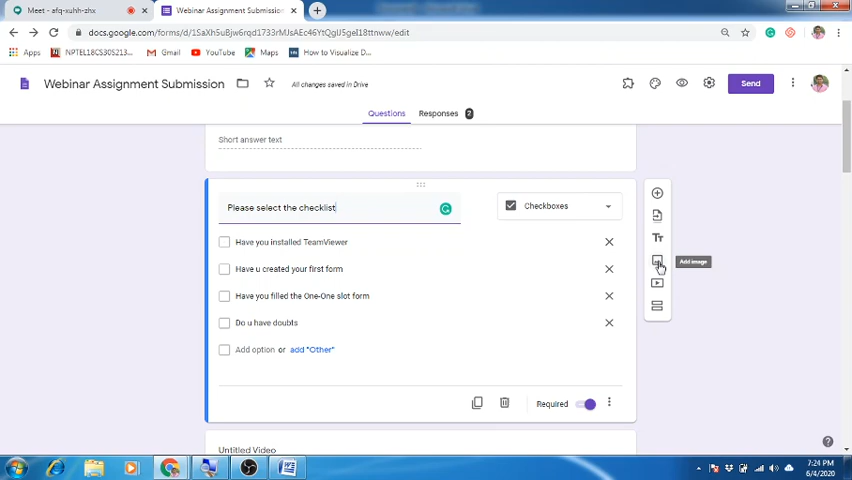 Meet - afq-xuhh-zhx
Webinar Assignment Submission
docs.google.com/forms/d/1SaXh5uBjw6rqd1733rMJsAEc46YtQgIJ5geI18ttnww/edit
Apps
NPTEL18CS30S213...
Gmail
YouTube
Maps
How to Visualize D...
Webinar Assignment Submission
All changes saved in Drive
Send
Questions
Responses 2
Short answer text
Please select the checklist
Checkboxes
Have you installed TeamViewer
Have u created your first form
Add image
Have you filled the One-One slot form
Do u have doubts
Add option or add "Other"
Required
Untitled Video
7:24 PM
6/4/2020